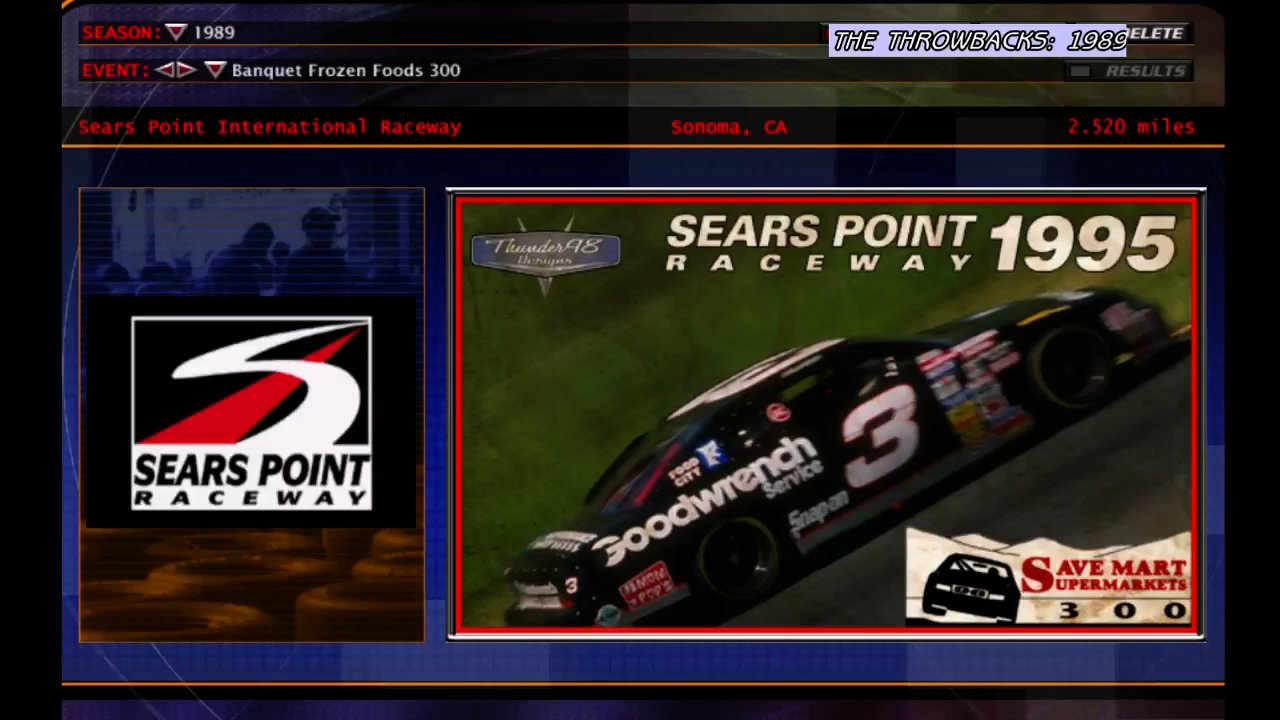 SEASON: 1989
THE THROWBACKS: 1989
ELETE
EVENT: Banquet Frozen Foods 300
RESULTS
Sears Point International Raceway
Sonoma, CA
2.520 miles
Thunder98
Designs
SEARS POINT
RACEWAY
1995
SEARS POINT
RACEWAY
3
FOOD
CITY
Goodwrench
Service
Snap-on
3
SAVE MART
SUPERMARKETS
300